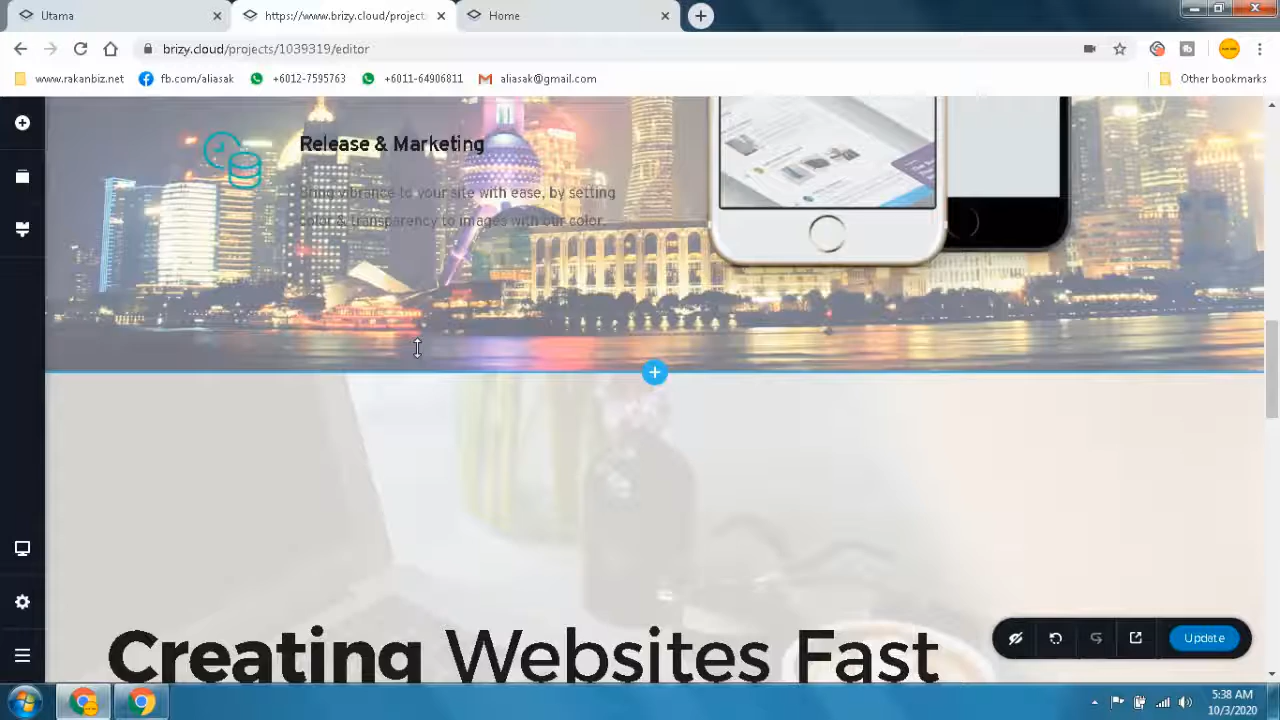 Utama
https://www.brizy.cloud/project
Home
brizy.cloud/projects/1039319/editor
www.rakanbiz.net
fb.com/aliasak
+6012-7595763
+6011-64906811
aliasak@gmail.com
Other bookmarks
Release & Marketing
Bring vibrance to your site with ease, by setting
color & transparency to images with our color.
Creating Websites Fast
Update
5:38 AM
10/3/2020